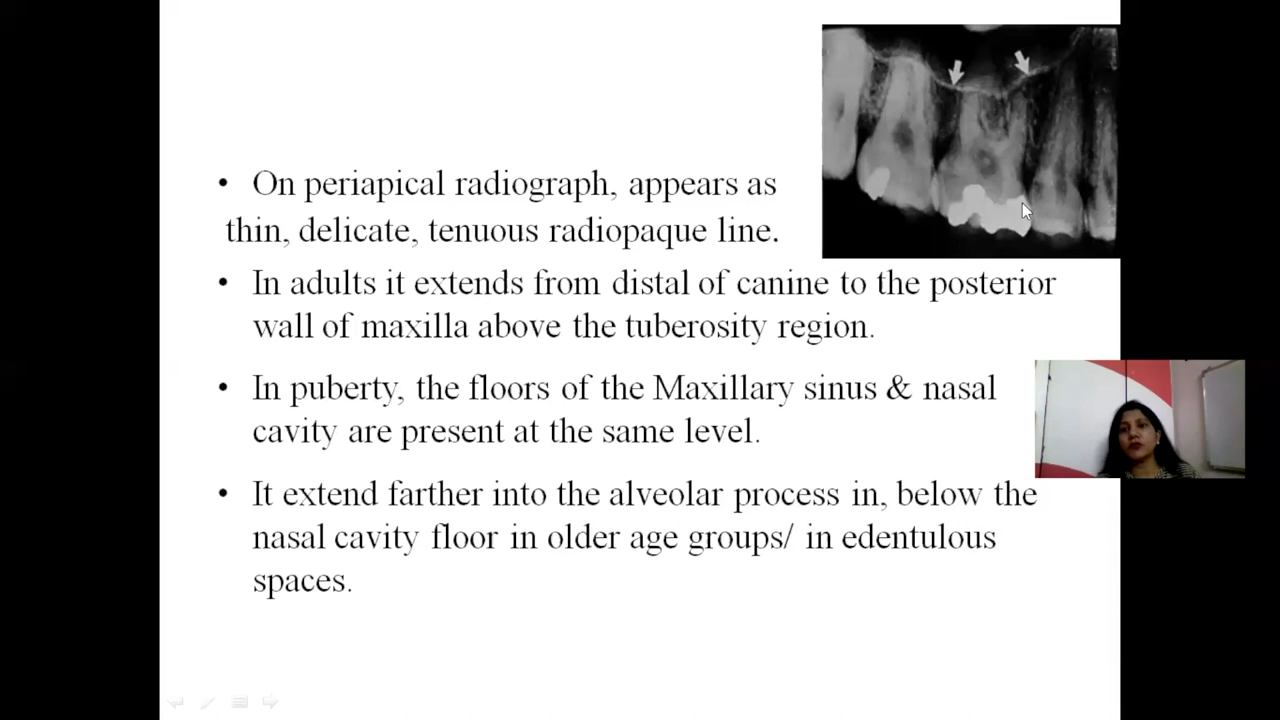 • On periapical radiograph, appears as
thin, delicate, tenuous radiopaque line.
• In adults it extends from distal of canine to the posterior
wall of maxilla above the tuberosity region.
• In puberty, the floors of the Maxillary sinus & nasal
cavity are present at the same level.
• It extend farther into the alveolar process in, below the
nasal cavity floor in older age groups/ in edentulous
spaces.